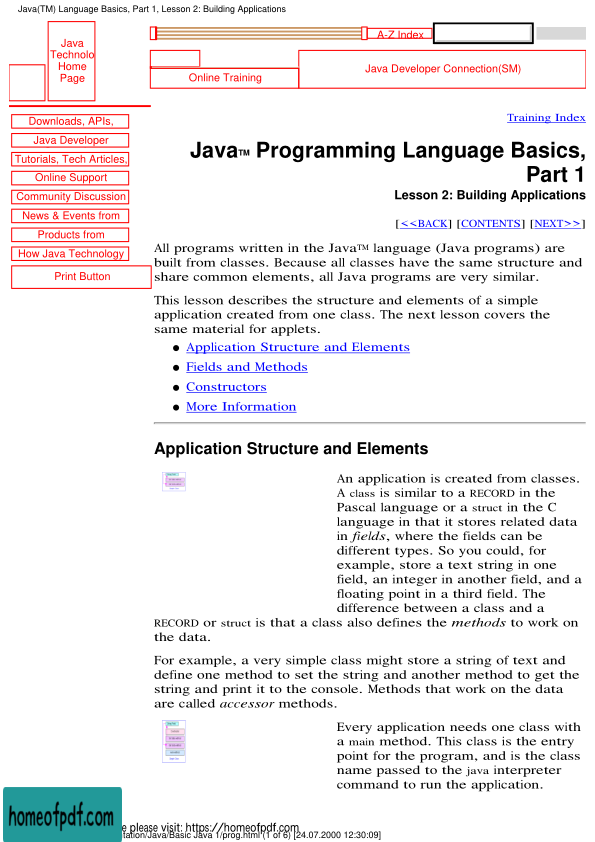 Java(TM) Language Basics, Part 1, Lesson 2: Building Applications
Java
Technolo
Home
Page
A-Z Index
Online Training
Java Developer Connection(SM)
Downloads, APIs,
Java Developer
Tutorials, Tech Articles,
Online Support
Community Discussion
News & Events from
Products from
How Java Technology
Print Button
Training Index
Java™ Programming Language Basics,
Part 1
Lesson 2: Building Applications
[<<BACK] [CONTENTS] [NEXT>>]
All programs written in the Java™ language (Java programs) are
built from classes. Because all classes have the same structure and
share common elements, all Java programs are very similar.
This lesson describes the structure and elements of a simple
application created from one class. The next lesson covers the
same material for applets.
● Application Structure and Elements
● Fields and Methods
● Constructors
● More Information
Application Structure and Elements
An application is created from classes.
A class is similar to a RECORD in the
Pascal language or a struct in the C
language in that it stores related data
in fields, where the fields can be
different types. So you could, for
example, store a text string in one
field, an integer in another field, and a
floating point in a third field. The
difference between a class and a
RECORD or struct is that a class also defines the methods to work on
the data.
For example, a very simple class might store a string of text and
define one method to set the string and another method to get the
string and print it to the console. Methods that work on the data
are called accessor methods.
Every application needs one class with
a main method. This class is the entry
point for the program, and is the class
name passed to the java interpreter
command to run the application.
homeofpdf.com
please visit: https://homeofpdf.com
tation/Java/Basic Java 1/prog.html (1 of 6) [24.07.2000 12:30:09]